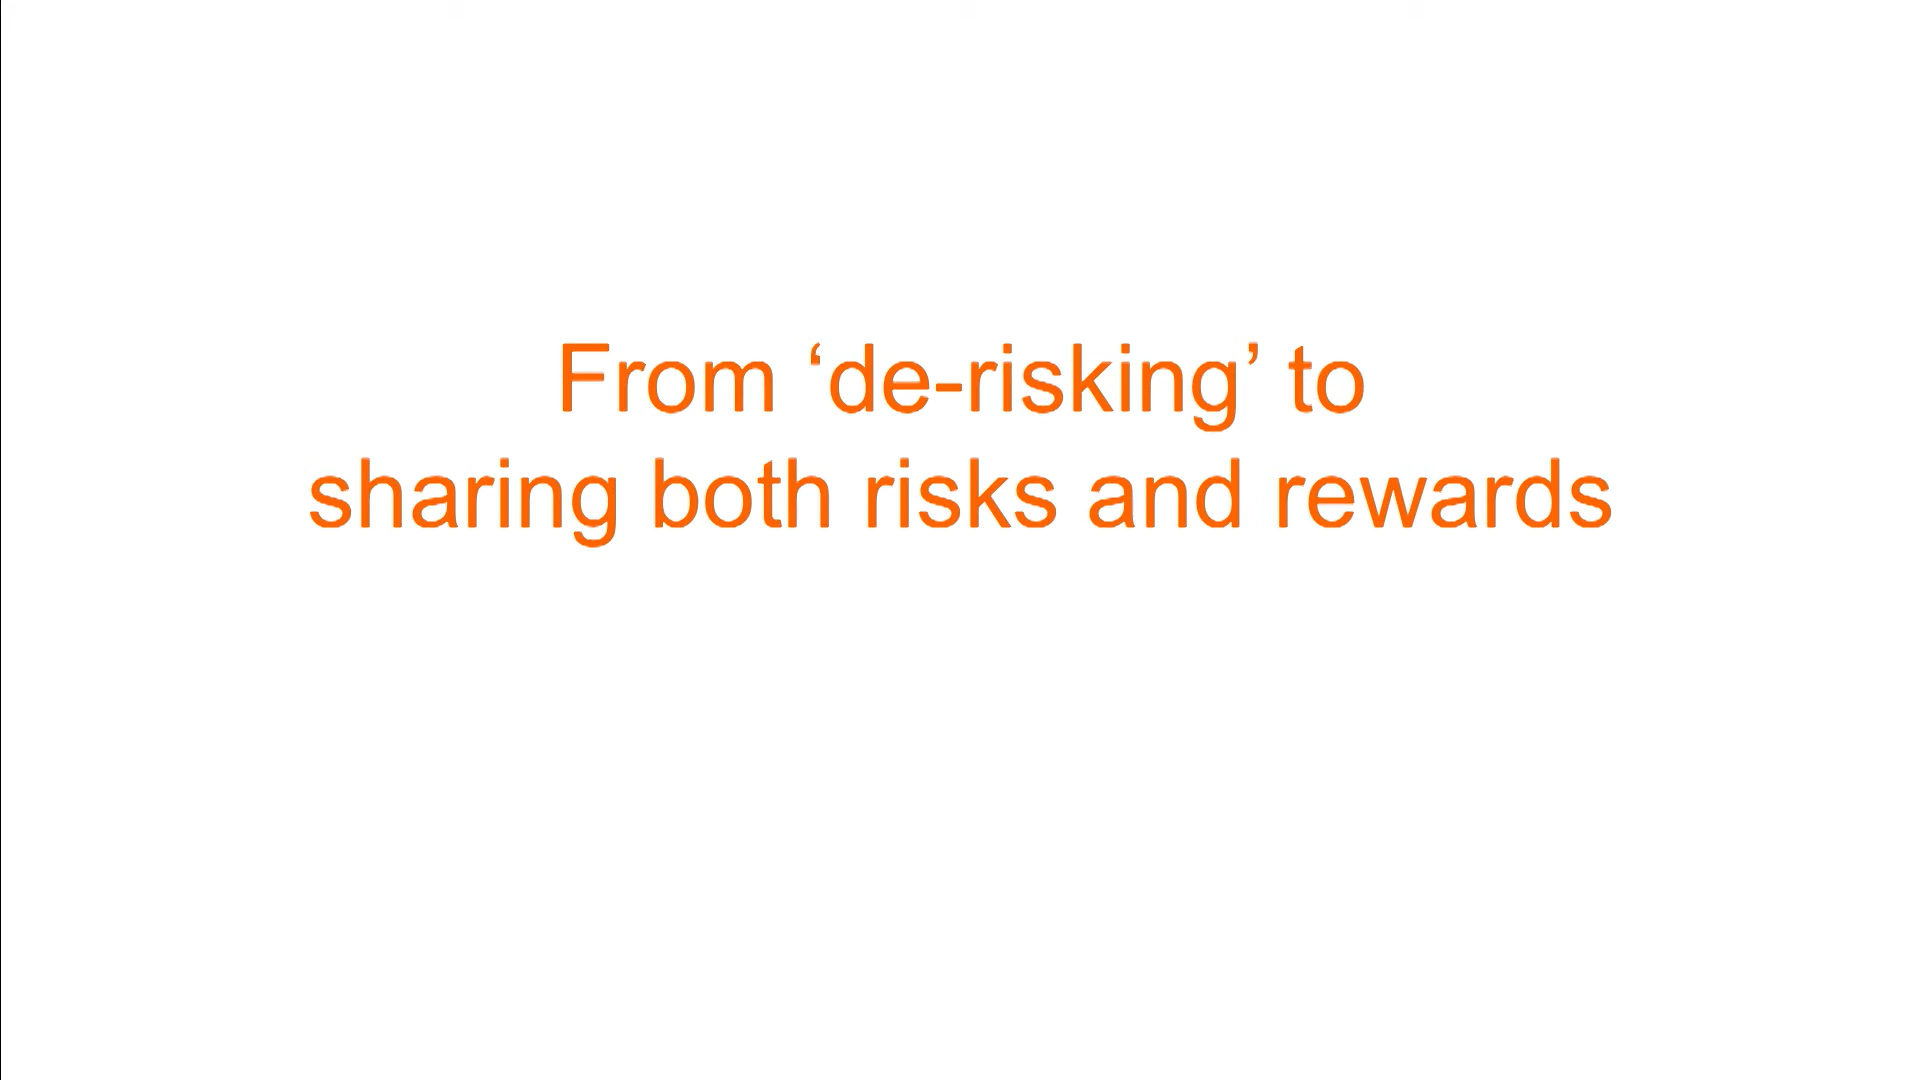 From ‘de-risking’ to
sharing both risks and rewards